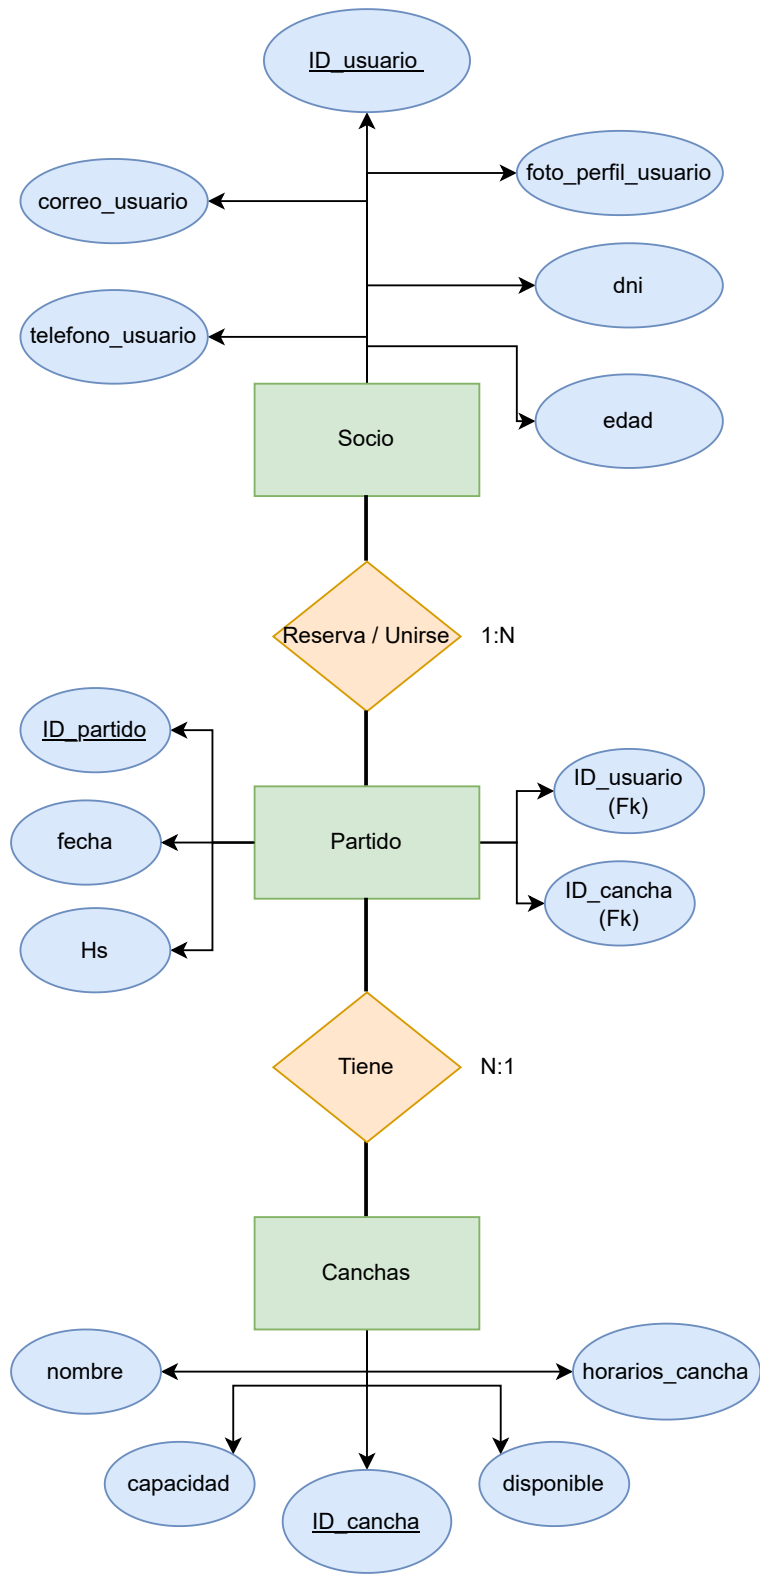 ID_usuario
foto_perfil_usuario
correo_usuario
dni
telefono_usuario
edad
Socio
Reserva / Unirse
1:N
ID_partido
ID_usuario
(Fk)
fecha
Partido
ID_cancha
(Fk)
Hs
Tiene
N:1
Canchas
nombre
horarios_cancha
capacidad
disponible
ID_cancha